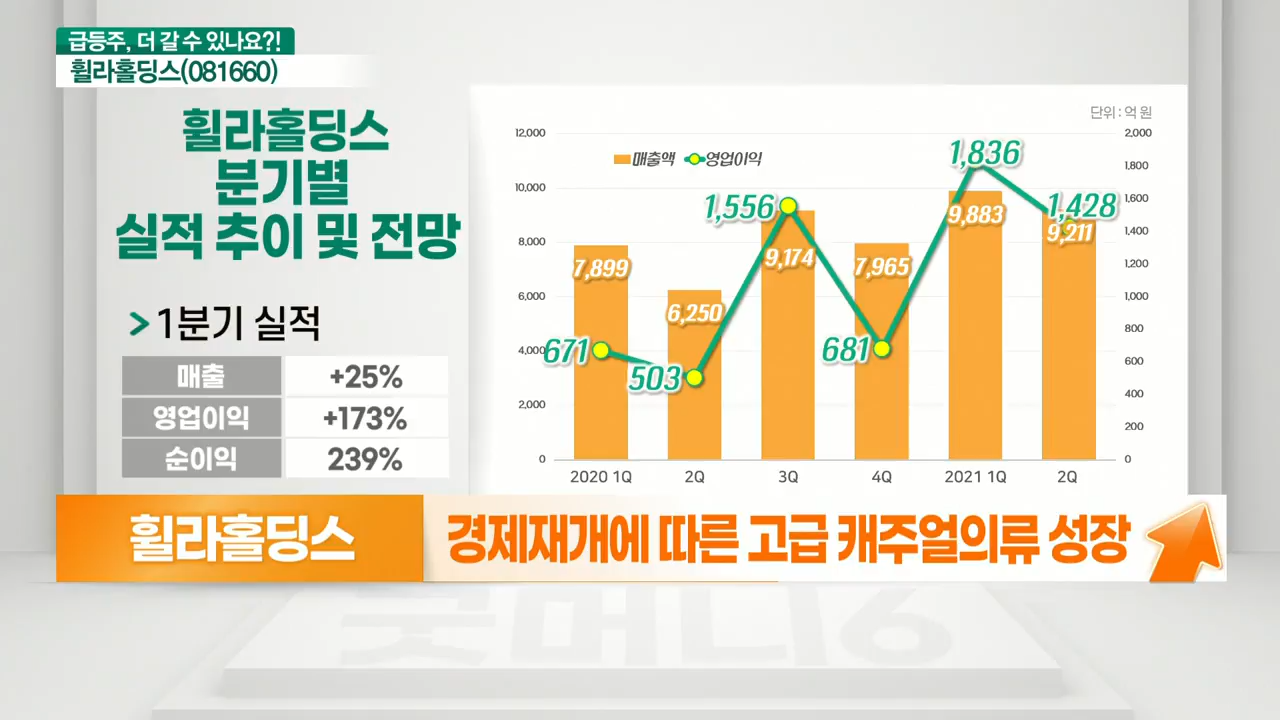 급등주, 더 갈 수 있나요?!
휠라홀딩스(081660)
휠라홀딩스
분기별
실적 추이 및 전망
1분기 실적
매출 +25%
영업이익 +173%
순이익 239%
단위 : 억 원
매출액 영업이익
12,000
10,000
8,000
6,000
4,000
2,000
0
2,000
1,800
1,600
1,400
1,200
1,000
800
600
400
200
0
7,899
6,250
9,174
7,965
9,883
9,211
671
503
1,556
681
1,836
1,428
2020 1Q 2Q 3Q 4Q 2021 1Q 2Q
휠라홀딩스
경제재개에 따른 고급 캐주얼의류 성장
굿머니6